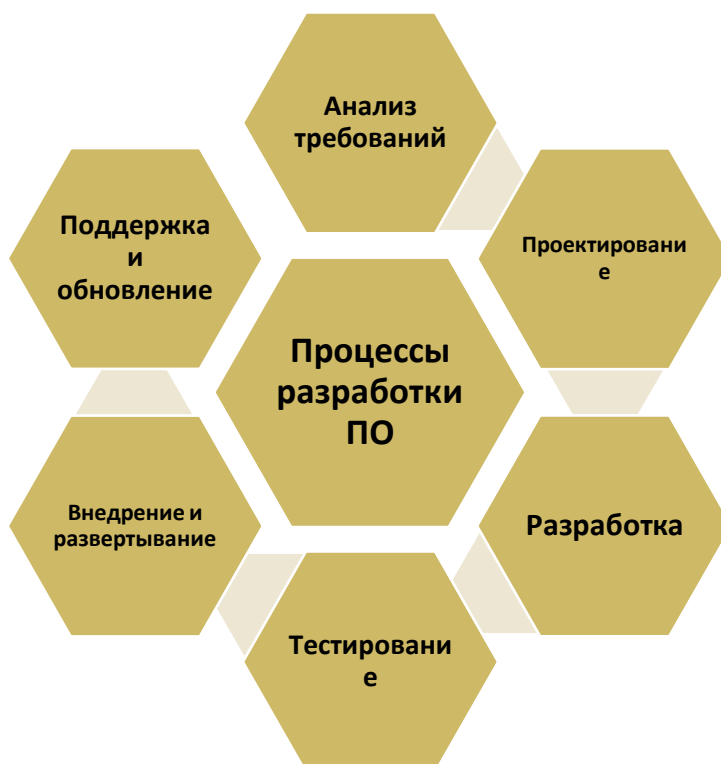 Анализ
требований
Проектировани
е
Разработка
Тестировани
е
Внедрение и
развертывание
Поддержка
и
обновление
Процессы
разработки
ПО